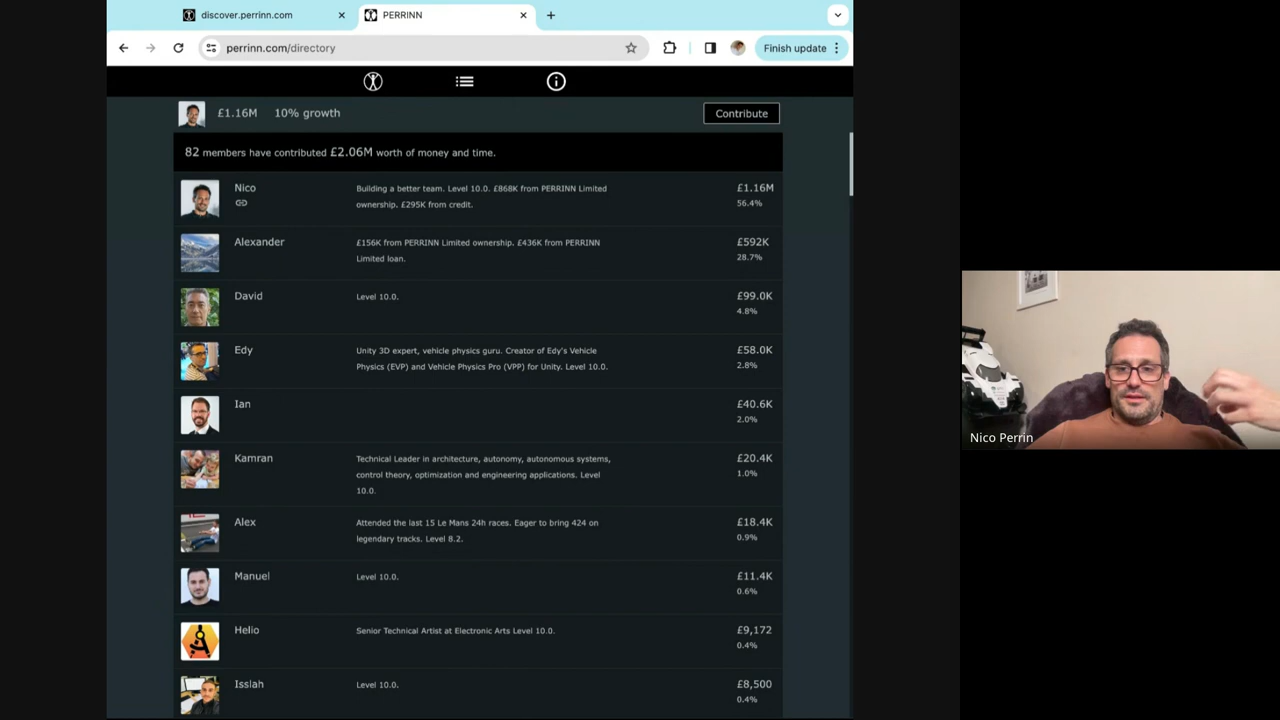 discover.perrinn.com
PERRINN
perrinn.com/directory
Finish update
£1.16M 10% growth
Contribute
82 members have contributed £2.06M worth of money and time.
Nico
Building a better team. Level 10.0. £868K from PERRINN Limited
ownership. £295K from credit.
£1.16M
56.4%
Alexander
£156K from PERRINN Limited ownership. £436K from PERRINN
Limited loan.
£592K
28.7%
David
Level 10.0.
£99.0K
4.8%
Edy
Unity 3D expert, vehicle physics guru. Creator of Edy's Vehicle
Physics (EVP) and Vehicle Physics Pro (VPP) for Unity. Level 10.0.
£58.0K
2.8%
Ian
£40.6K
2.0%
Kamran
Technical Leader in architecture, autonomy, autonomous systems,
control theory, optimization and engineering applications. Level
10.0.
£20.4K
1.0%
Alex
Attended the last 15 Le Mans 24h races. Eager to bring 424 on
legendary tracks. Level 8.2.
£18.4K
0.9%
Manuel
Level 10.0.
£11.4K
0.6%
Helio
Senior Technical Artist at Electronic Arts Level 10.0.
£9,172
0.4%
Isslah
Level 10.0.
£8,500
0.4%
Nico Perrin